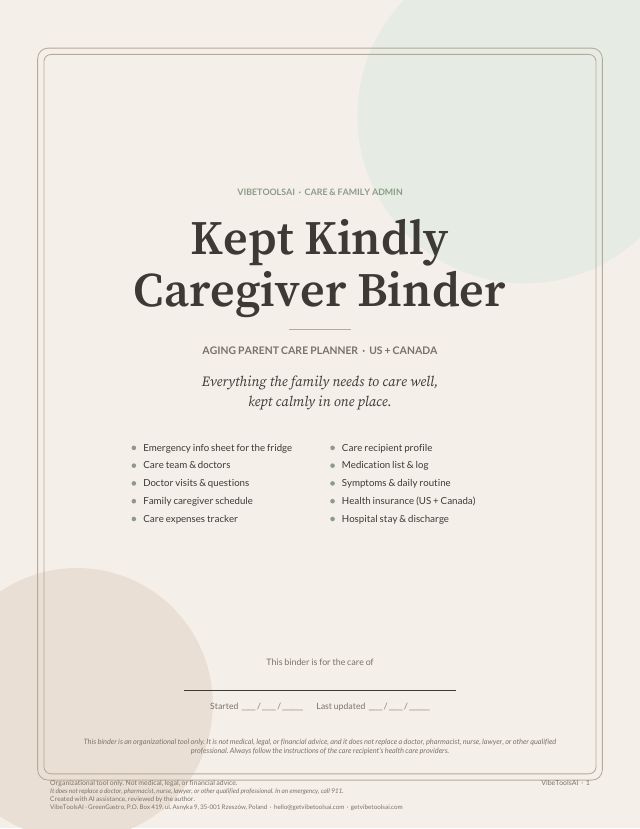 VIBETOOLSAI · CARE & FAMILY ADMIN
Kept Kindly
Caregiver Binder
AGING PARENT CARE PLANNER · US + CANADA
Everything the family needs to care well,
kept calmly in one place.
• Emergency info sheet for the fridge
• Care team & doctors
• Doctor visits & questions
• Family caregiver schedule
• Care expenses tracker
• Care recipient profile
• Medication list & log
• Symptoms & daily routine
• Health insurance (US + Canada)
• Hospital stay & discharge
This binder is for the care of
Started ___ / ___ / _____ Last updated ___ / ___ / _____
This binder is an organizational tool only. It is not medical, legal, or financial advice, and it does not replace a doctor, pharmacist, nurse, lawyer, or other qualified
professional. Always follow the instructions of the care recipient's health care providers.
Organizational tool only. Not medical, legal, or financial advice.
It does not replace a doctor, pharmacist, nurse, lawyer, or other qualified professional. In an emergency, call 911.
Created with AI assistance, reviewed by the author.
VibeToolsAI · GreenGastro, P.O. Box 419, ul. Asnyka 9, 35-001 Rzeszów, Poland · hello@getvibetoolsai.com · getvibetoolsai.com
VibeToolsAI · 1